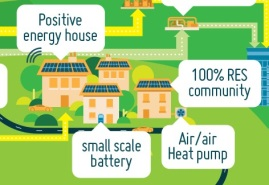 Positive
energy house
100% RES
community
small scale
battery
Air/air
Heat pump